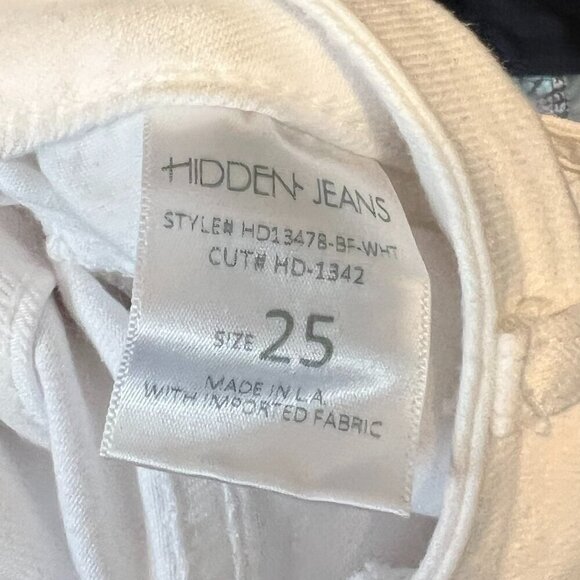 HIDDEN JEANS
STYLE# HD13478-BF-WHT
CUT# HD-1342
SIZE 25
MADE IN L.A.
WITH IMPORTED FABRIC